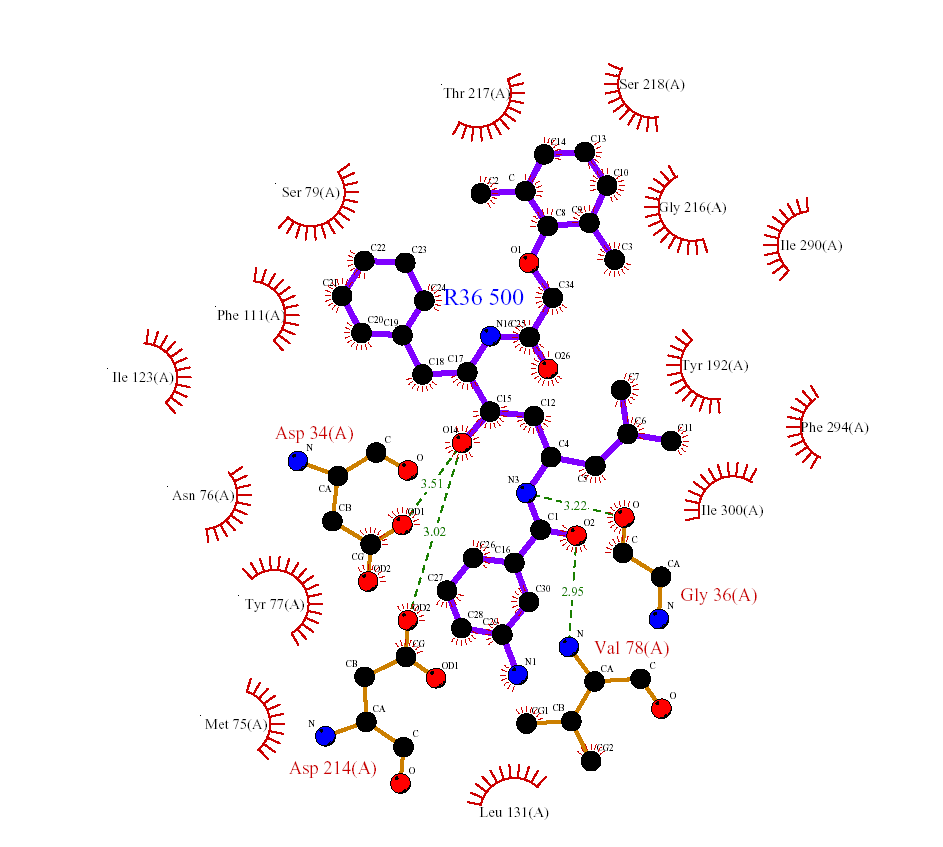 Ser 218(A)
Thr 217(A)
C14
C13
C10
C2
C
Ser 79(A)
Gly 216(A)
C8
C9
Ile 290(A)
O1
C3
C22
C23
C34
R36 500
C24
Phe 111(A)
N16
C25
C20
C19
O26
Tyr 192(A)
C18
C17
Ile 123(A)
C7
C15
C12
C6
C11
Phe 294(A)
O14
Asp 34(A)
N
C
O
C4
C5
CA
N3
3.51
3.22
Asn 76(A)
O
Ile 300(A)
CB
OD1
C1
O2
3.02
CG
C26
C16
C
CA
OD2
C27
C30
2.95
Gly 36(A)
Tyr 77(A)
OD2
C28
C29
N
N
CG
Val 78(A)
N1
CB
OD1
CA
C
Met 75(A)
CA
N
CG1
CB
O
C
CG2
Asp 214(A)
O
Leu 131(A)